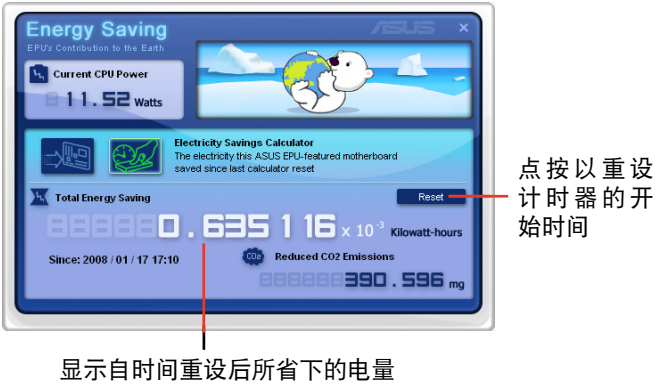 Energy Saving
EPU's Contribution to the Earth
ASUS
Current CPU Power
11.52 Watts
Electricity Savings Calculator
The electricity this ASUS EPU-featured motherboard
saved since last calculator reset
Total Energy Saving
Reset
0.635116 x 10⁻³ Kilowatt-hours
Since: 2008 / 01 / 17 17:10
CO2
Reduced CO2 Emissions
390.596 mg
点按以重设
计时器的开
始时间
显示自时间重设后所省下的电量